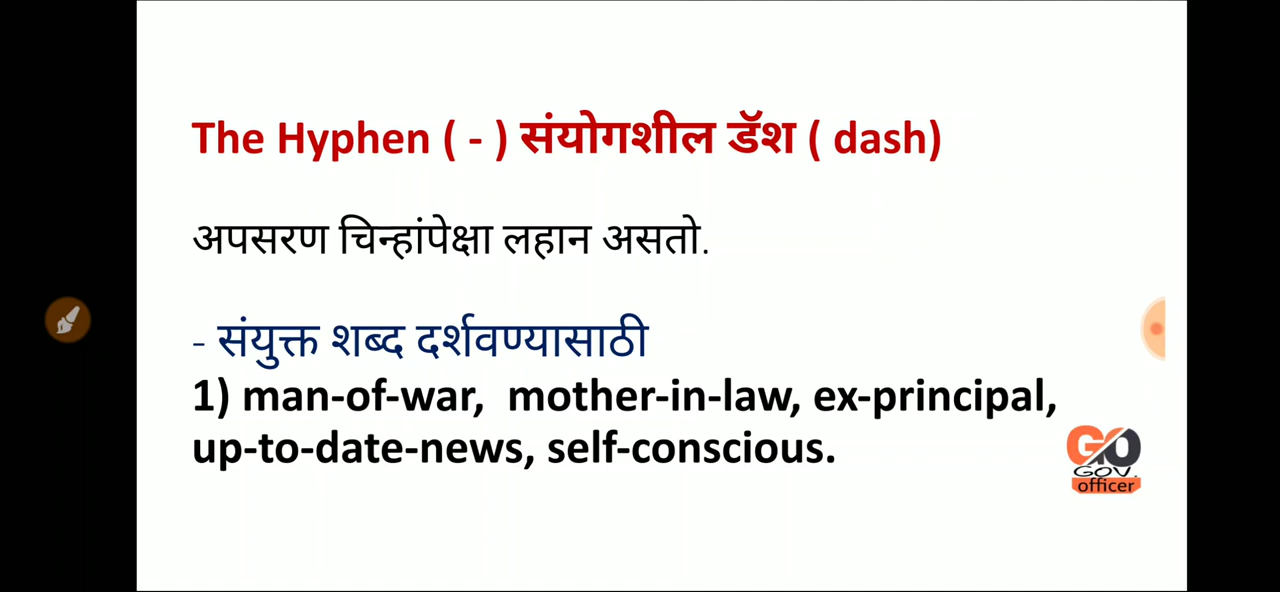 The Hyphen ( - ) संयोगशील डॅश ( dash)
अपसरण चिन्हांपेक्षा लहान असतो.
- संयुक्त शब्द दर्शवण्यासाठी
1) man-of-war,  mother-in-law, ex-principal,
up-to-date-news, self-conscious.
GO
GOV.
officer